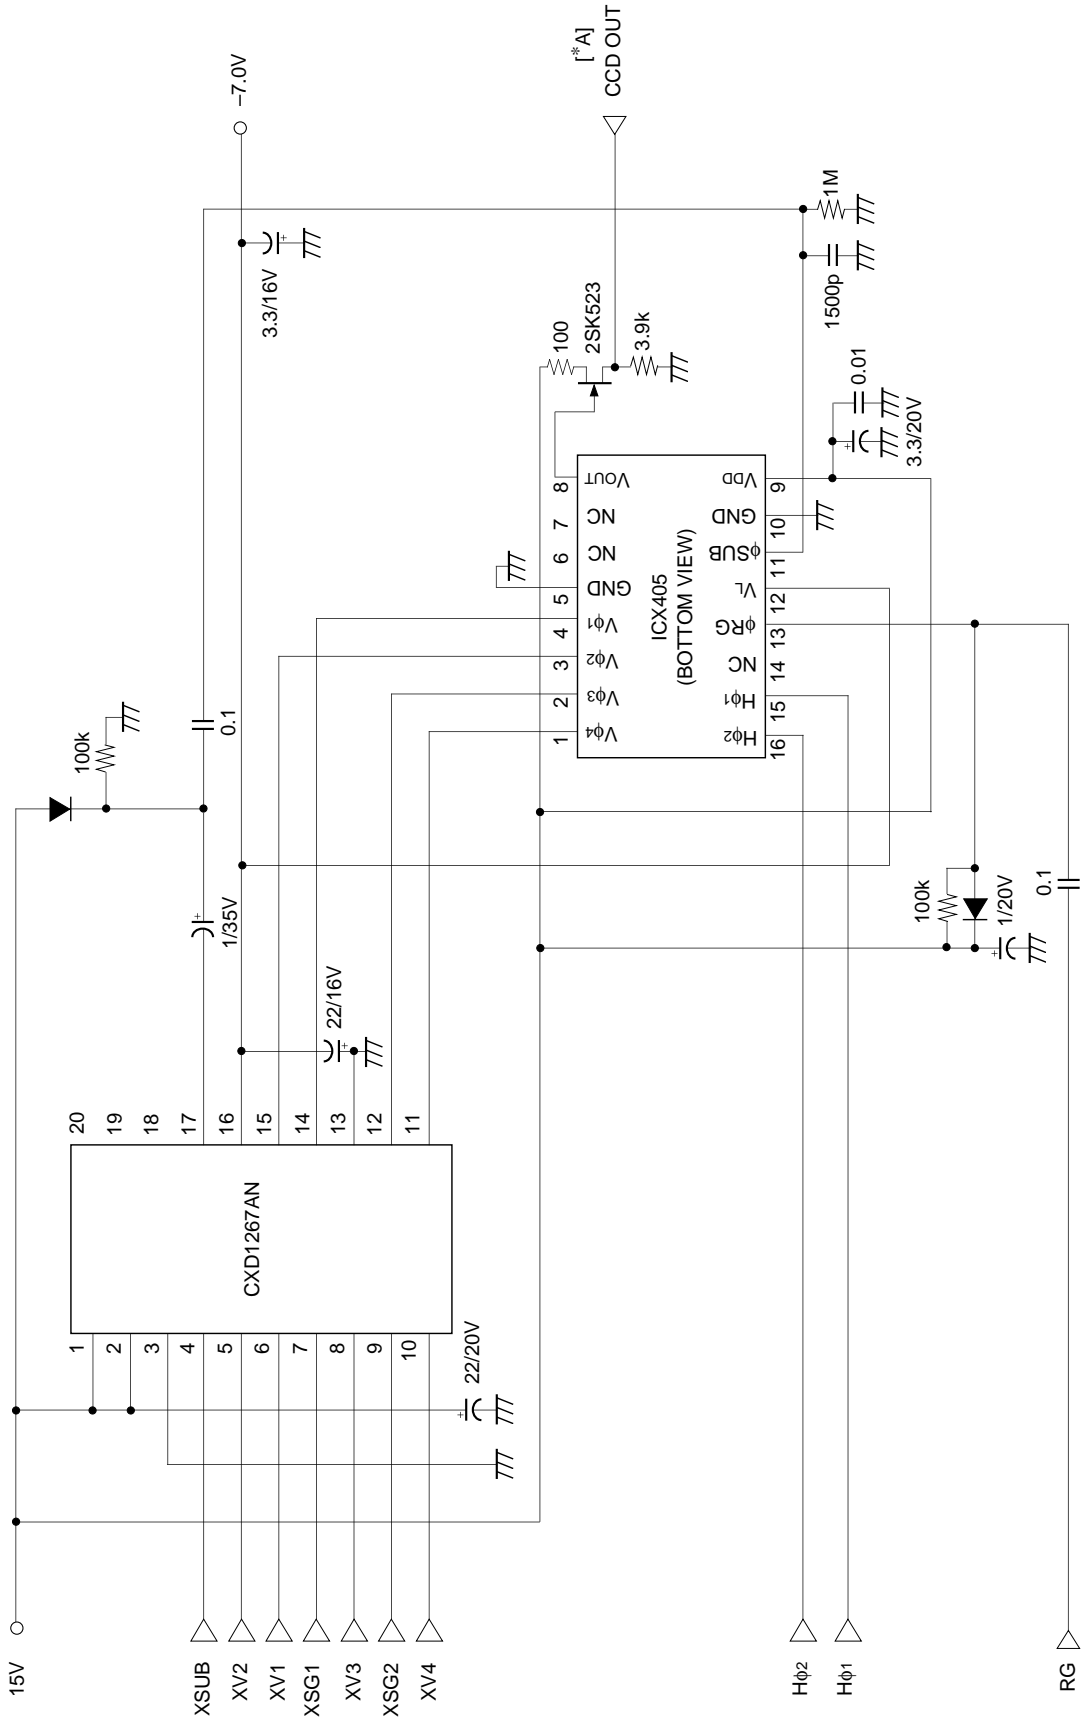 15V
XSUB
XV2
XV1
XSG1
XV3
XSG2
XV4
Hϕ2
Hϕ1
RG
22/20V
1
2
3
4
5
6
7
8
9
10
CXD1267AN
20
19
18
17
16
15
14
13
12
11
22/16V
1/35V
+
100k
0.1
–7.0V
3.3/16V
+
+
+
100k
1/20V
+
0.1
1
2
3
4
5
6
7
8
Vϕ4
Vϕ3
Vϕ2
Vϕ1
GND
NC
NC
VOUT
ICX405
(BOTTOM VIEW)
Hϕ2
Hϕ1
NC
ϕRG
VL
ϕSUB
GND
VDD
16
15
14
13
12
11
10
9
100
2SK523
3.9k
[*A]
CCD OUT
+
3.3/20V
0.01
1500p
1M